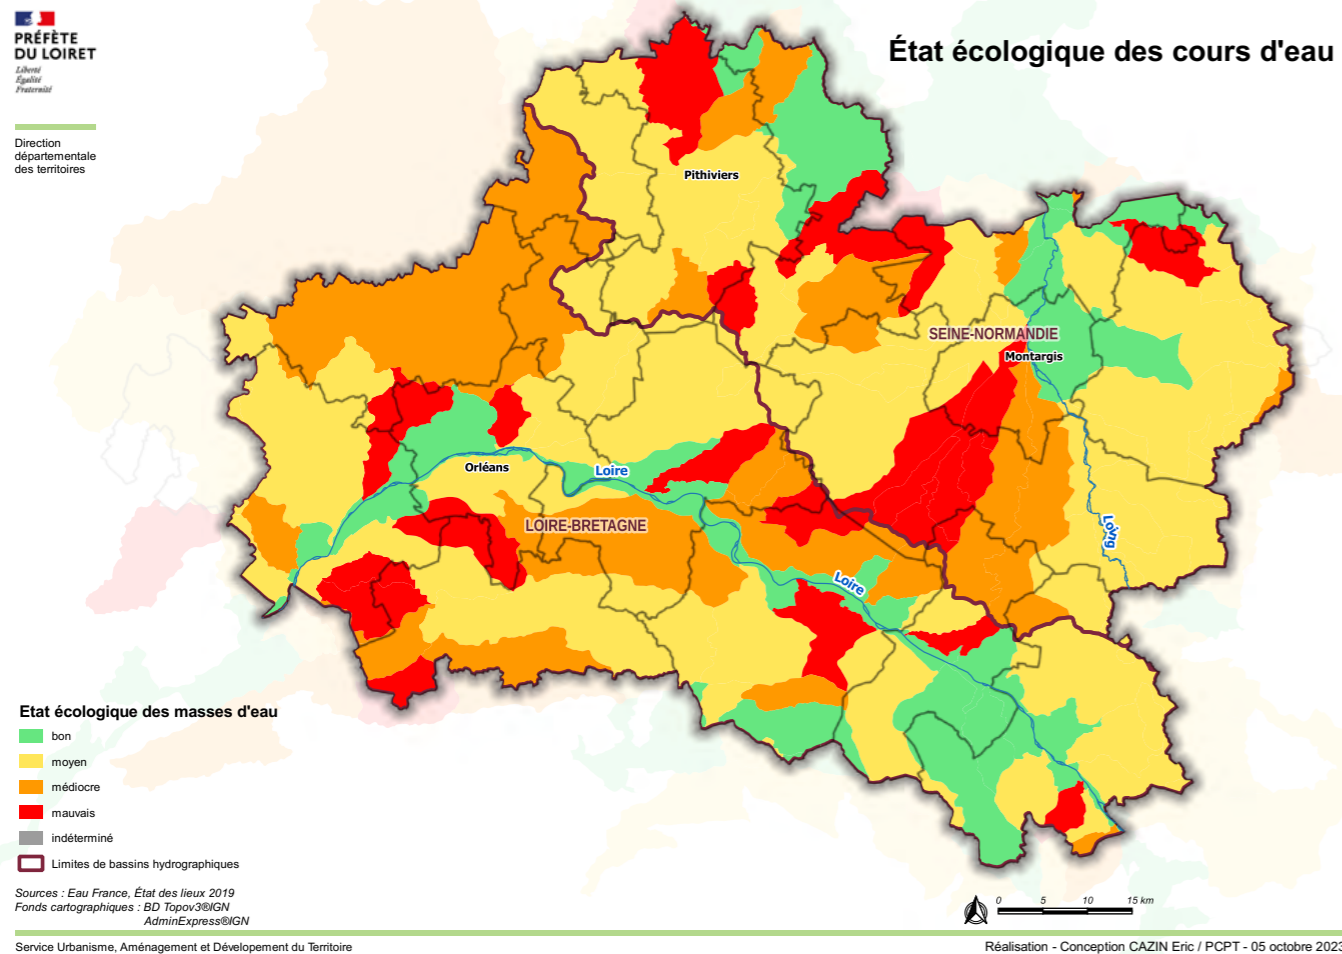 PRÉFÈTE
DU LOIRET
Liberté
Égalité
Fraternité
Direction
départementale
des territoires
État écologique des cours d'eau
Pithiviers
SEINE-NORMANDIE
Montargis
Orléans
Loire
LOIRE-BRETAGNE
Loing
Loire
Etat écologique des masses d'eau
bon
moyen
médiocre
mauvais
indéterminé
Limites de bassins hydrographiques
Sources : Eau France, État des lieux 2019
Fonds cartographiques : BD Topov3®IGN
AdminExpress®IGN
0 5 10 15 km
Service Urbanisme, Aménagement et Dévelopement du Territoire
Réalisation - Conception CAZIN Eric / PCPT - 05 octobre 2023